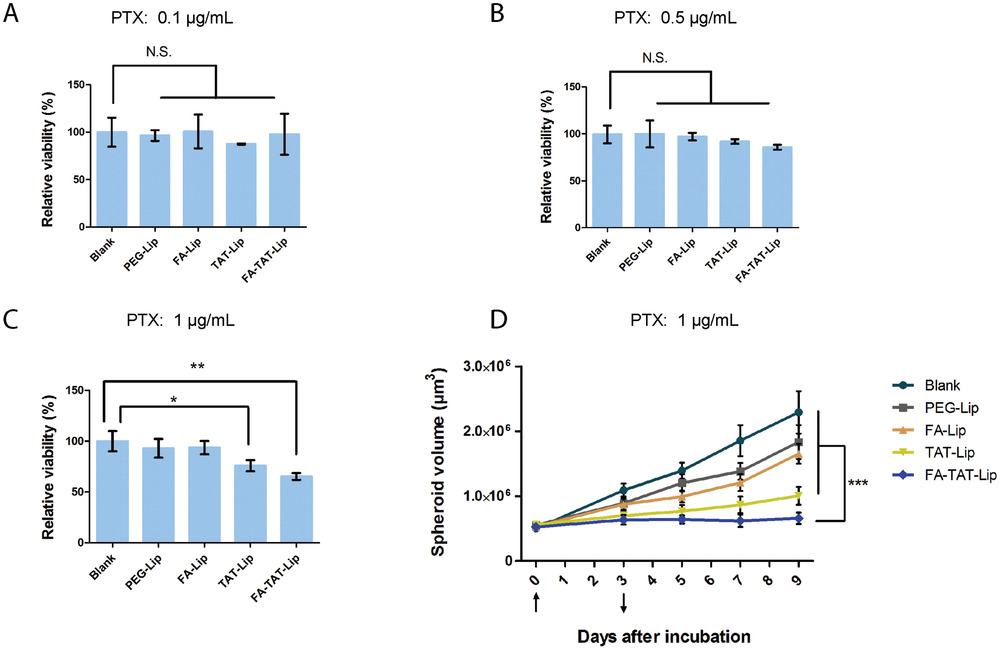 A
PTX: 0.1 µg/mL
N.S.
Relative viability (%)
150
100
50
0
Blank
PEG-Lip
FA-Lip
TAT-Lip
FA-TAT-Lip
B
PTX: 0.5 µg/mL
N.S.
Relative viability (%)
150
100
50
0
Blank
PEG-Lip
FA-Lip
TAT-Lip
FA-TAT-Lip
C
PTX: 1 µg/mL
**
*
Relative viability (%)
150
100
50
0
Blank
PEG-Lip
FA-Lip
TAT-Lip
FA-TAT-Lip
D
PTX: 1 µg/mL
Spheroid volume (µm³)
3.0×10⁶
2.0×10⁶
1.0×10⁶
0
0 1 2 3 4 5 6 7 8 9
Days after incubation
Blank
PEG-Lip
FA-Lip
TAT-Lip
FA-TAT-Lip
***